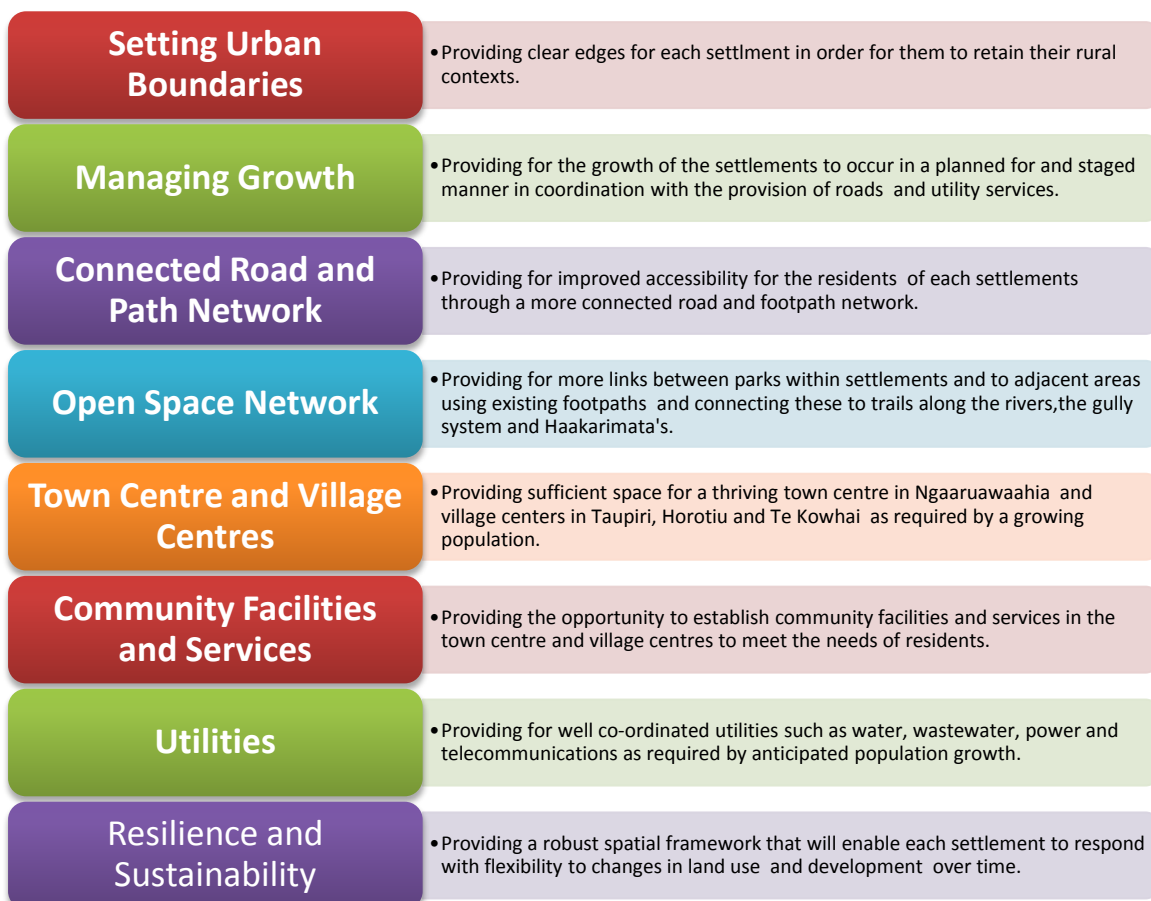 Setting Urban
Boundaries
•Providing clear edges for each settlment in order for them to retain their rural
contexts.
Managing Growth
•Providing for the growth of the settlements to occur in a planned for and staged
manner in coordination with the provision of roads and utility services.
Connected Road and
Path Network
•Providing for improved accessibility for the residents of each settlements
through a more connected road and footpath network.
Open Space Network
•Providing for more links between parks within settlements and to adjacent areas
using existing footpaths and connecting these to trails along the rivers,the gully
system and Haakarimata's.
Town Centre and Village
Centres
•Providing sufficient space for a thriving town centre in Ngaaruawaahia and
village centers in Taupiri, Horotiu and Te Kowhai as required by a growing
population.
Community Facilities
and Services
•Providing the opportunity to establish community facilities and services in the
town centre and village centres to meet the needs of residents.
Utilities
•Providing for well co-ordinated utilities such as water, wastewater, power and
telecommunications as required by anticipated population growth.
Resilience and
Sustainability
•Providing a robust spatial framework that will enable each settlement to respond
with flexibility to changes in land use and development over time.